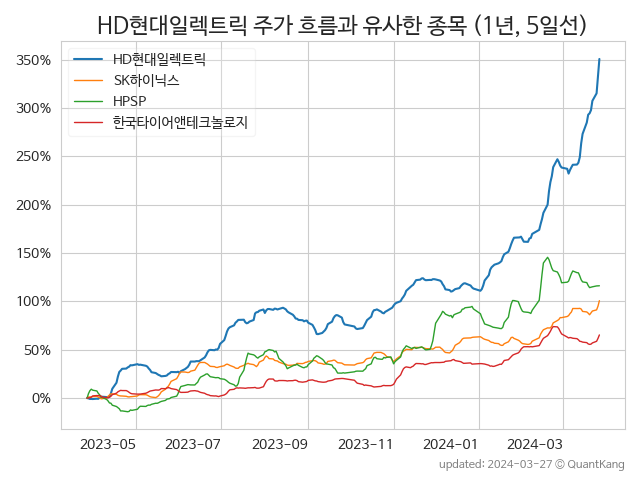 HD현대일렉트릭 주가 흐름과 유사한 종목 (1년, 5일선)
HD현대일렉트릭
SK하이닉스
HPSP
한국타이어앤테크놀로지
350%
300%
250%
200%
150%
100%
50%
0%
2023-05 2023-07 2023-09 2023-11 2024-01 2024-03
updated: 2024-03-27 © QuantKang